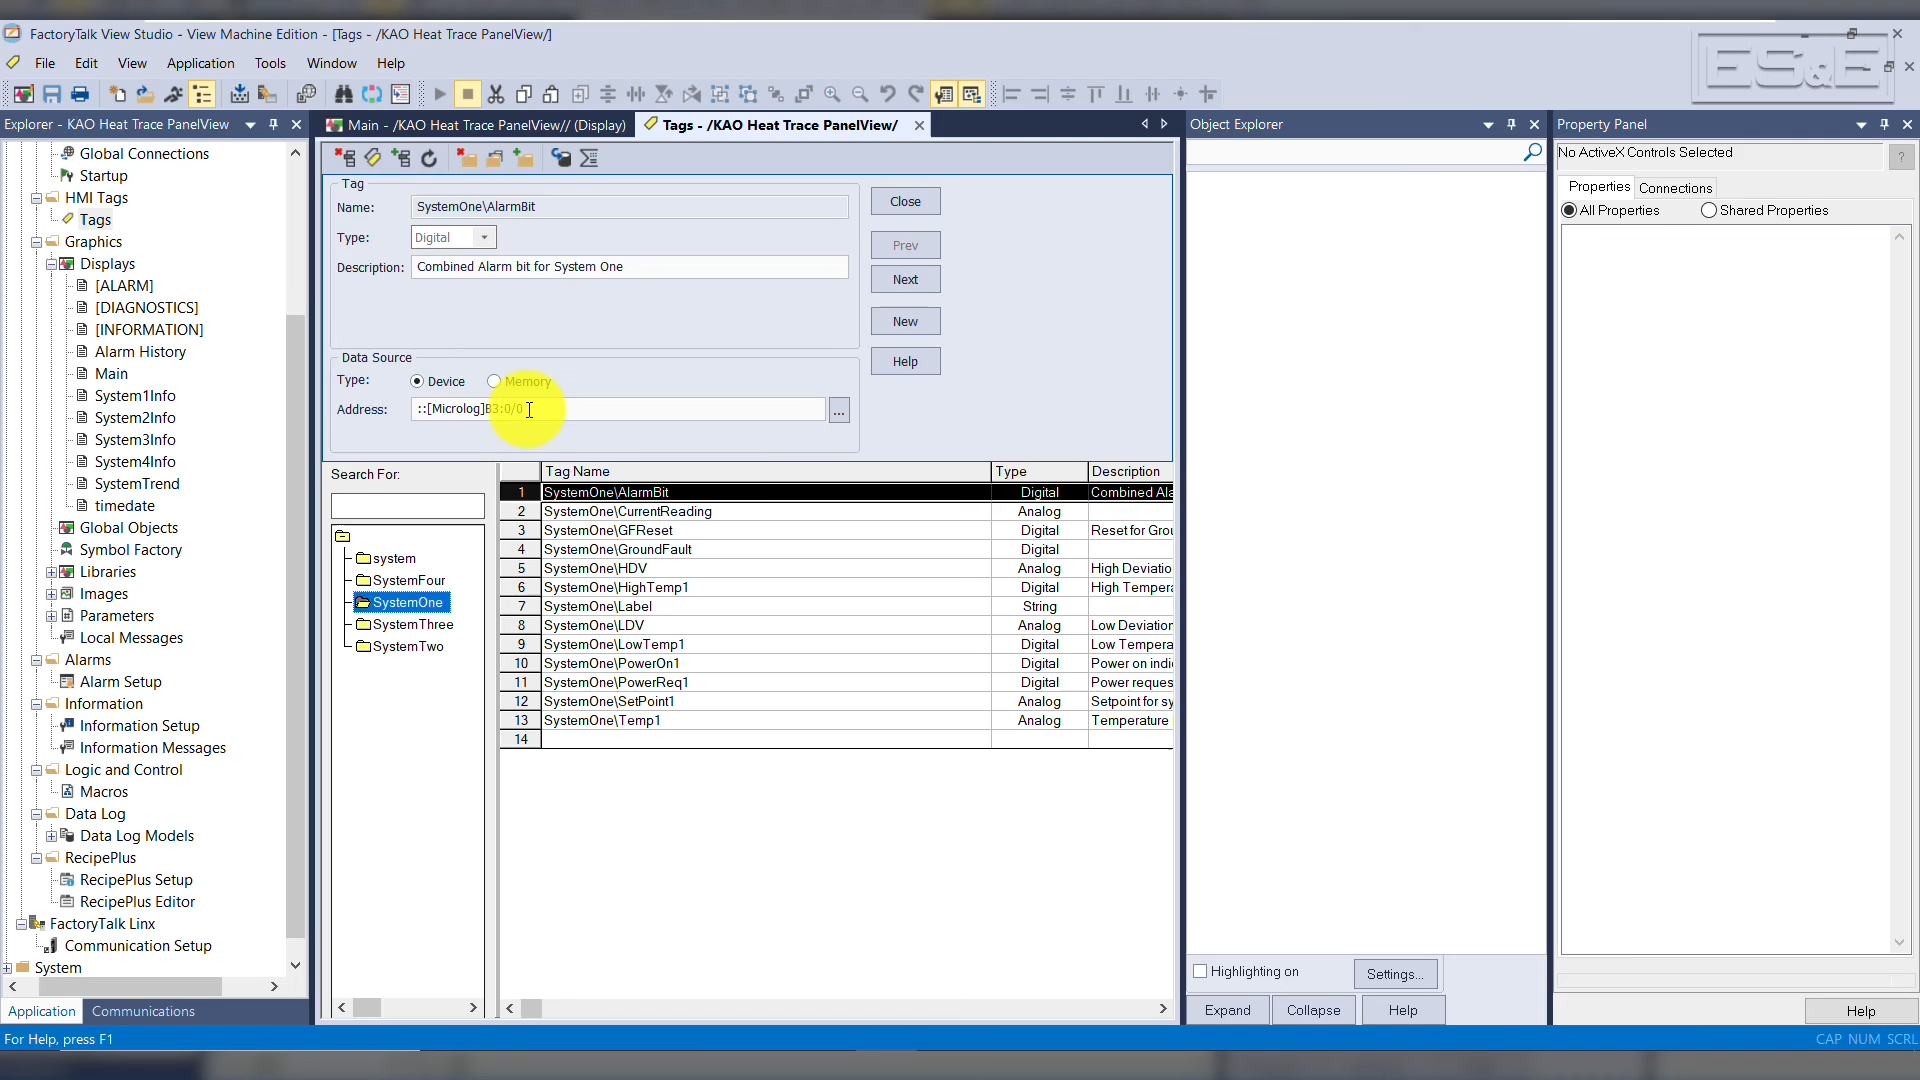 FactoryTalk View Studio - View Machine Edition - [Tags - /KAO Heat Trace PanelView/]
ES&E
File Edit View Application Tools Window Help
Explorer - KAO Heat Trace PanelView
Main - /KAO Heat Trace PanelView// (Display)
Tags - /KAO Heat Trace PanelView/
Object Explorer
Property Panel
Global Connections
Startup
HMI Tags
Tags
Graphics
Displays
[ALARM]
[DIAGNOSTICS]
[INFORMATION]
Alarm History
Main
System1Info
System2Info
System3Info
System4Info
SystemTrend
timedate
Global Objects
Symbol Factory
Libraries
Images
Parameters
Local Messages
Alarms
Alarm Setup
Information
Information Setup
Information Messages
Logic and Control
Macros
Data Log
Data Log Models
RecipePlus
RecipePlus Setup
RecipePlus Editor
FactoryTalk Linx
Communication Setup
System
Application Communications
Tag
Name: SystemOne\AlarmBit
Type: Digital
Description: Combined Alarm bit for System One
Close
Prev
Next
New
Help
Data Source
Type: Device Memory
Address: ::[Microlog]B3:0/0 ...
Search For:
system
SystemFour
SystemOne
SystemThree
SystemTwo
Tag Name Type Description
1 SystemOne\AlarmBit Digital Combined Ala
2 SystemOne\CurrentReading Analog
3 SystemOne\GFReset Digital Reset for Grou
4 SystemOne\GroundFault Digital
5 SystemOne\HDV Analog High Deviatio
6 SystemOne\HighTemp1 Digital High Tempera
7 SystemOne\Label String
8 SystemOne\LDV Analog Low Deviation
9 SystemOne\LowTemp1 Digital Low Tempera
10 SystemOne\PowerOn1 Digital Power on indi
11 SystemOne\PowerReq1 Digital Power reques
12 SystemOne\SetPoint1 Analog Setpoint for sy
13 SystemOne\Temp1 Analog Temperature
14
Highlighting on Settings...
Expand Collapse Help
No ActiveX Controls Selected ?
Properties Connections
All Properties Shared Properties
Help
For Help, press F1
CAP NUM SCRL